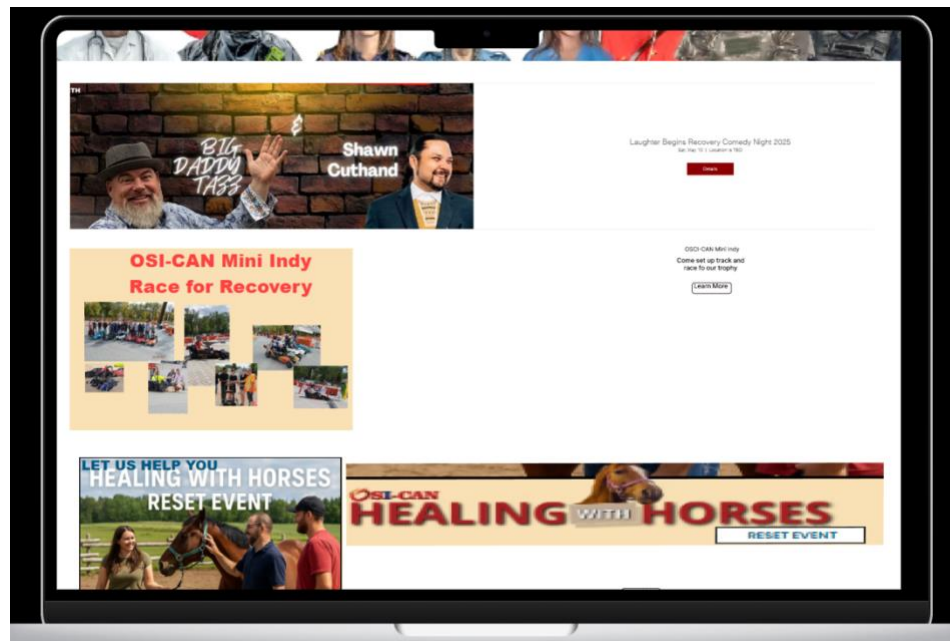 TH
BIG
DADDY
TAZZ
&
Shawn
Cuthand
Laughter Begins Recovery Comedy Night 2025
Details
OSI-CAN Mini Indy
Race for Recovery
OSCI-CAN Mini Indy
Come set up track and
race fo our trophy
Learn More
LET US HELP YOU
HEALING WITH HORSES
RESET EVENT
OSI-CAN
HEALING WITH HORSES
RESET EVENT